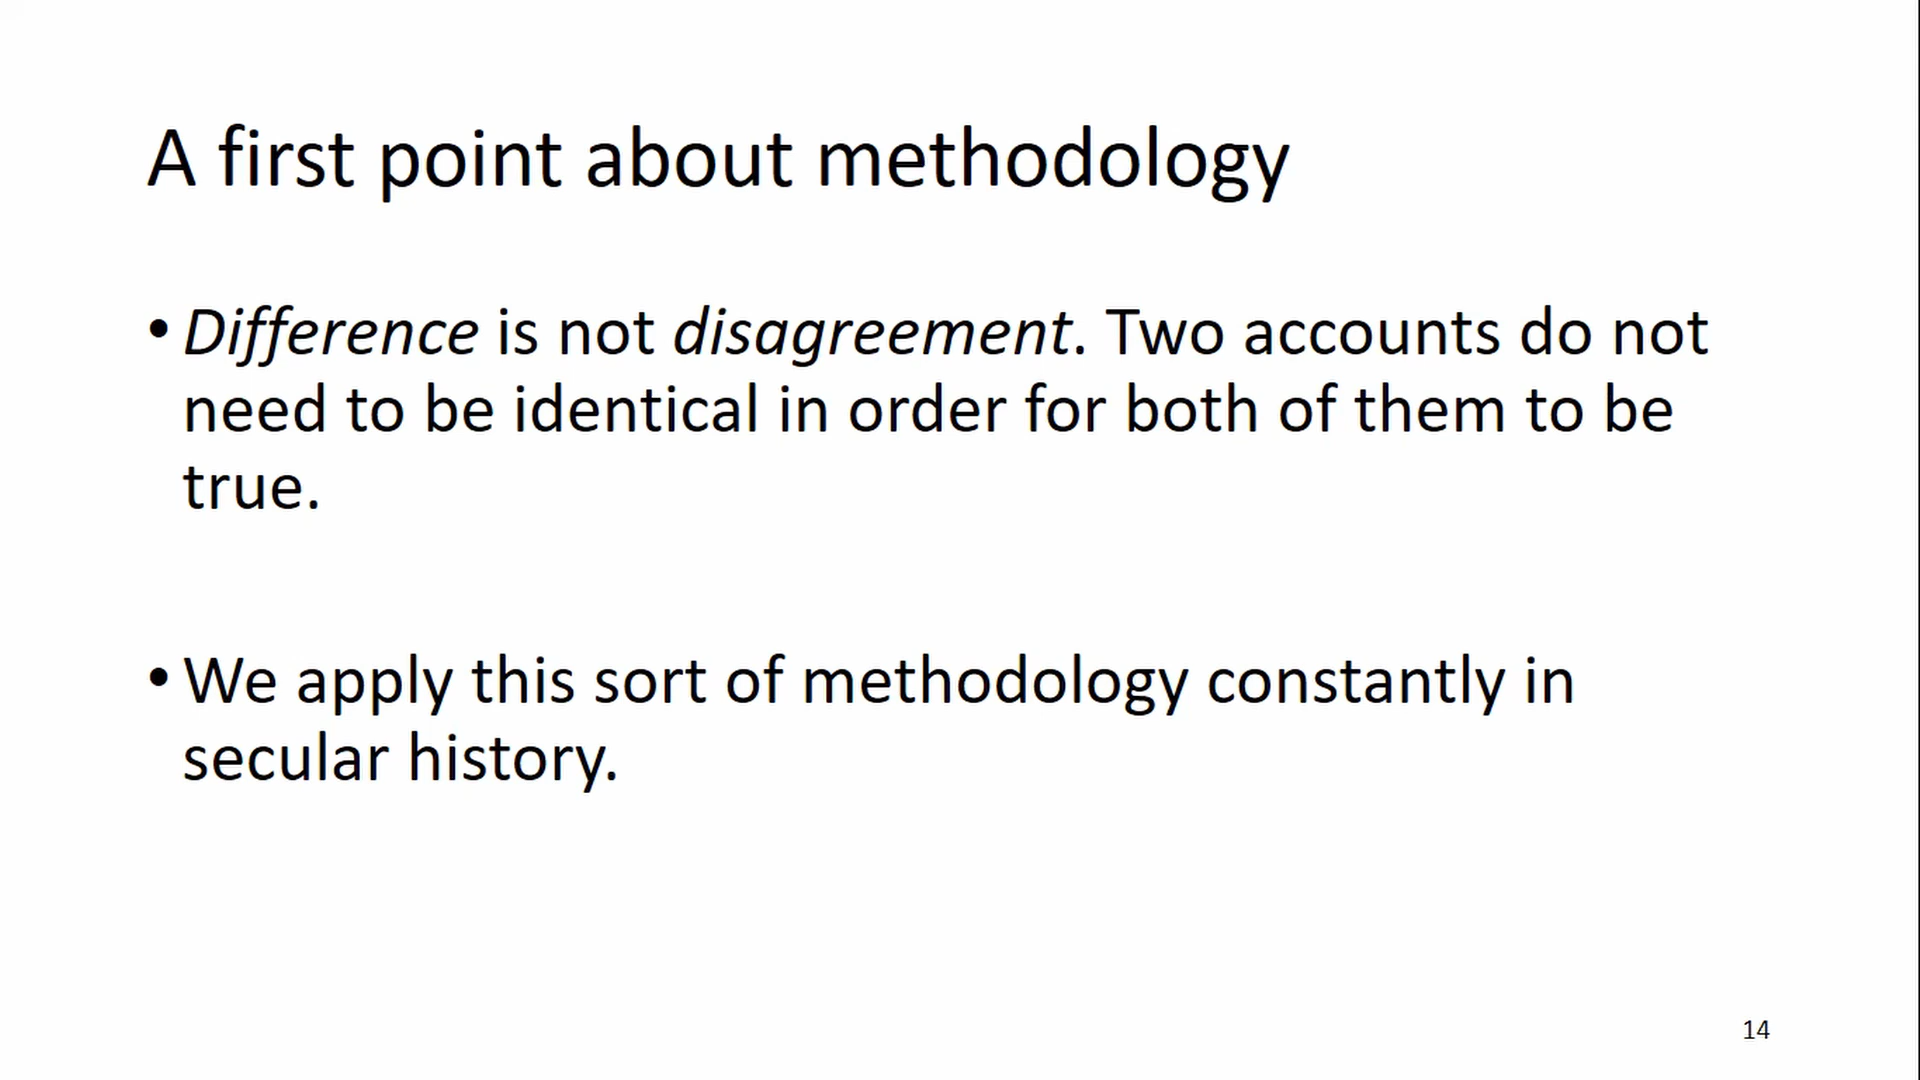 A first point about methodology
• Difference is not disagreement. Two accounts do not
need to be identical in order for both of them to be
true.
• We apply this sort of methodology constantly in
secular history.
14